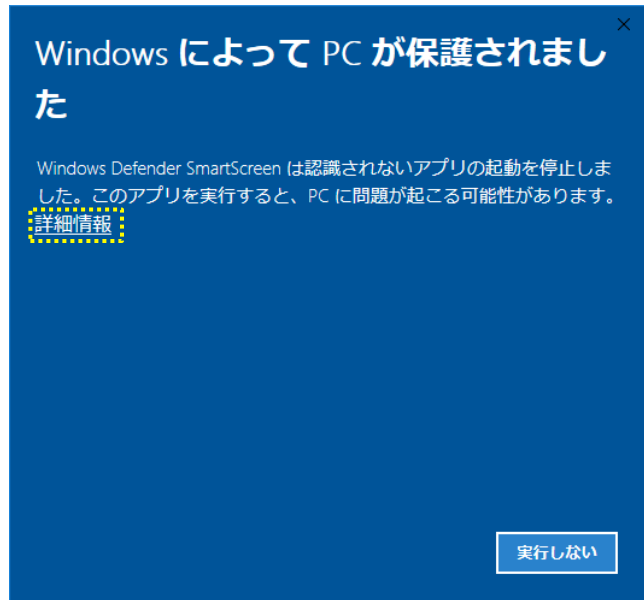 Windows によって PC が保護されまし
た
Windows Defender SmartScreen は認識されないアプリの起動を停止しま
した。このアプリを実行すると、PC に問題が起こる可能性があります。
詳細情報
実行しない